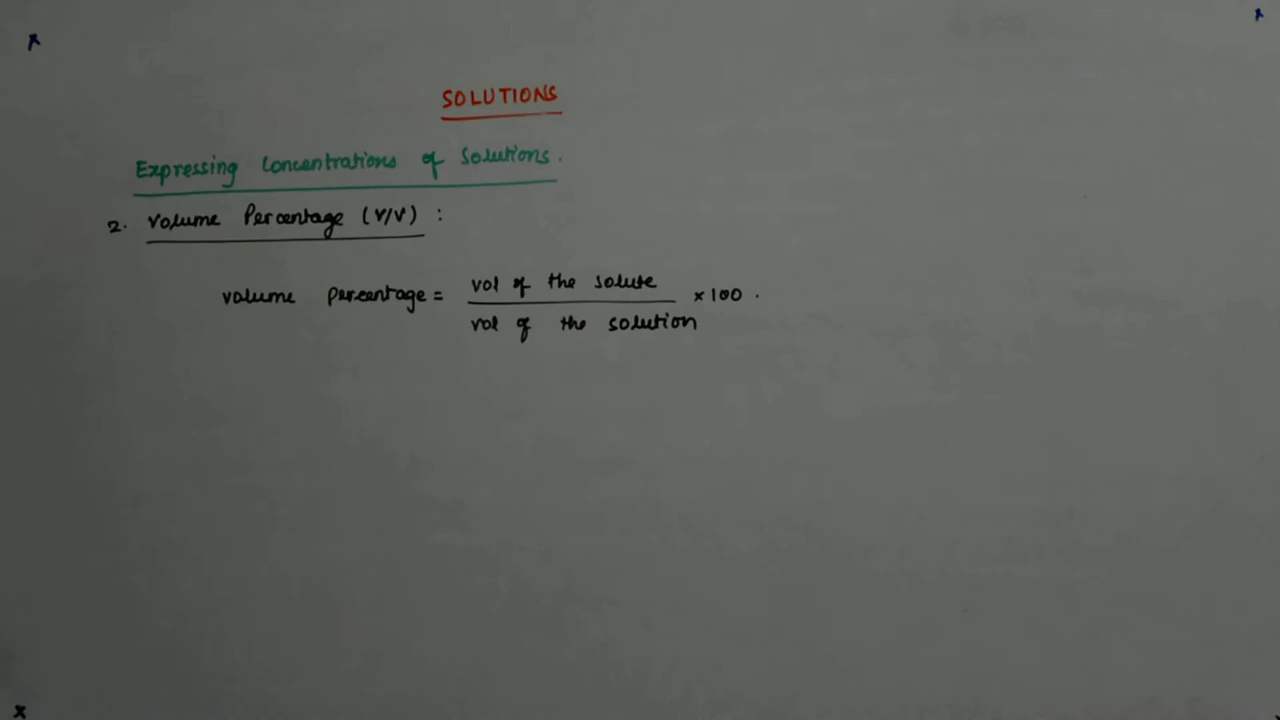 SOLUTIONS
Expressing Concentrations of Solutions.
2. Volume Percentage (V/V) :
volume percentage = vol of the solute / vol of the solution × 100 .